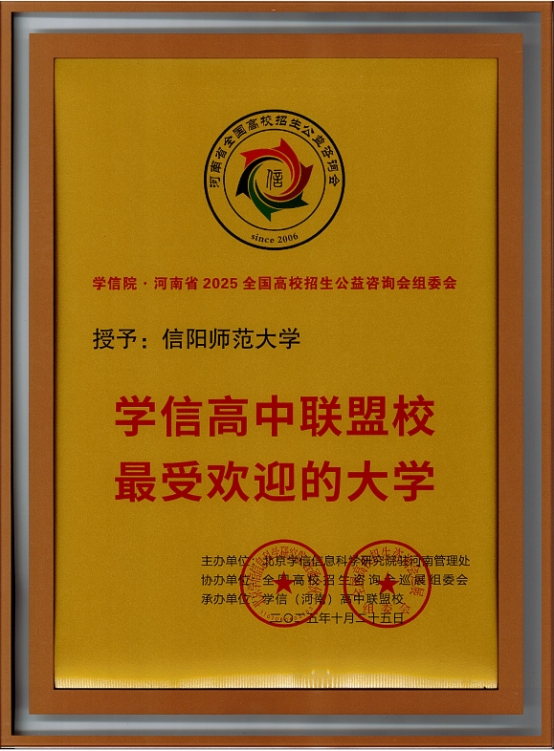 河南省全国高校招生公益咨询会
信
since 2006
学信院·河南省2025全国高校招生公益咨询会组委会
授予：信阳师范大学
学信高中联盟校
最受欢迎的大学
主办单位：北京学信信息科学研究院驻河南管理处
协办单位：全国高校招生咨询会巡展组委会
承办单位：学信（河南）高中联盟校
二〇二五年十月二十五日